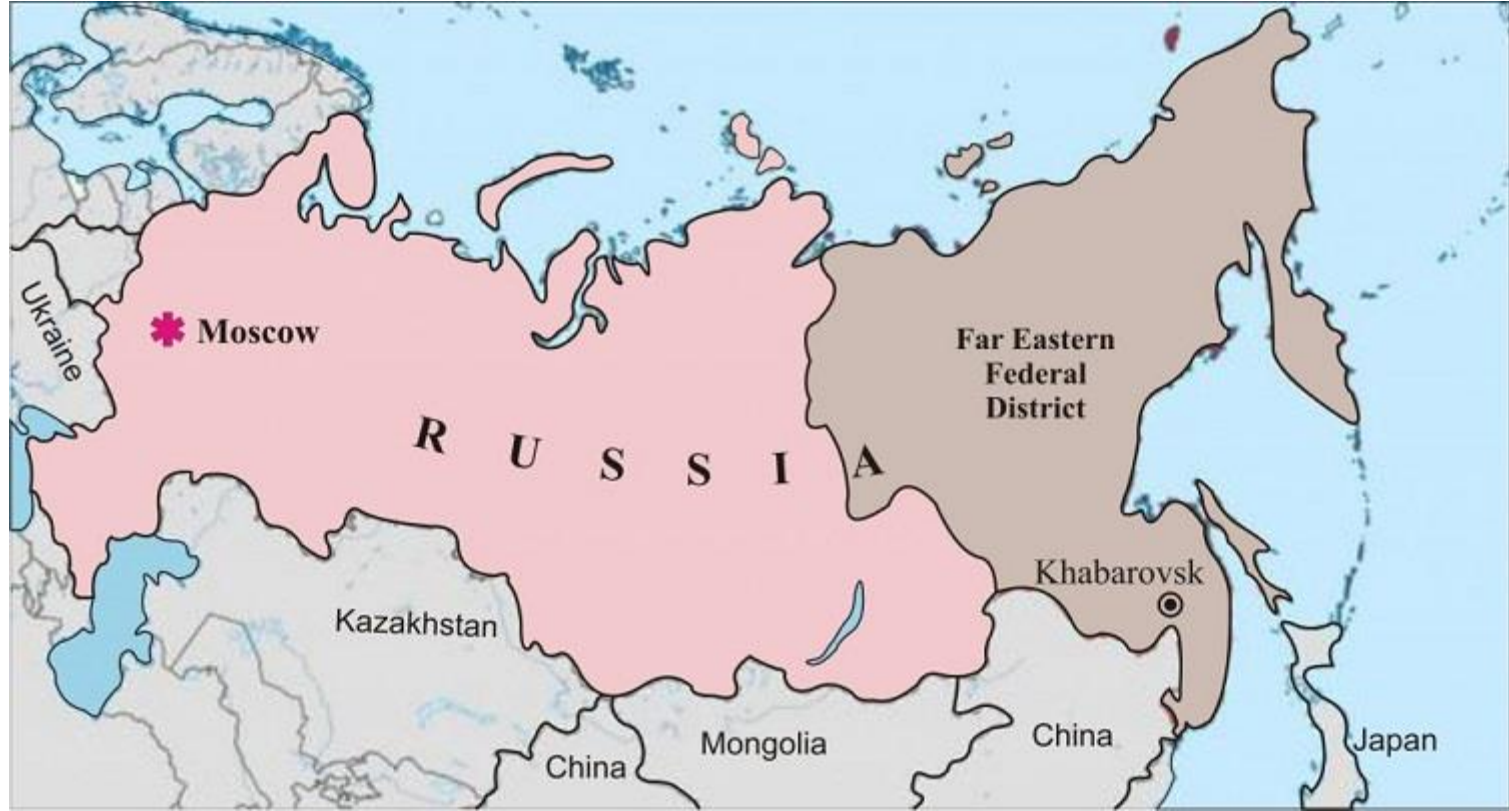 Ukraine
Moscow
Far Eastern
Federal
District
R U S S I A
Khabarovsk
Kazakhstan
China
Mongolia
China
Japan